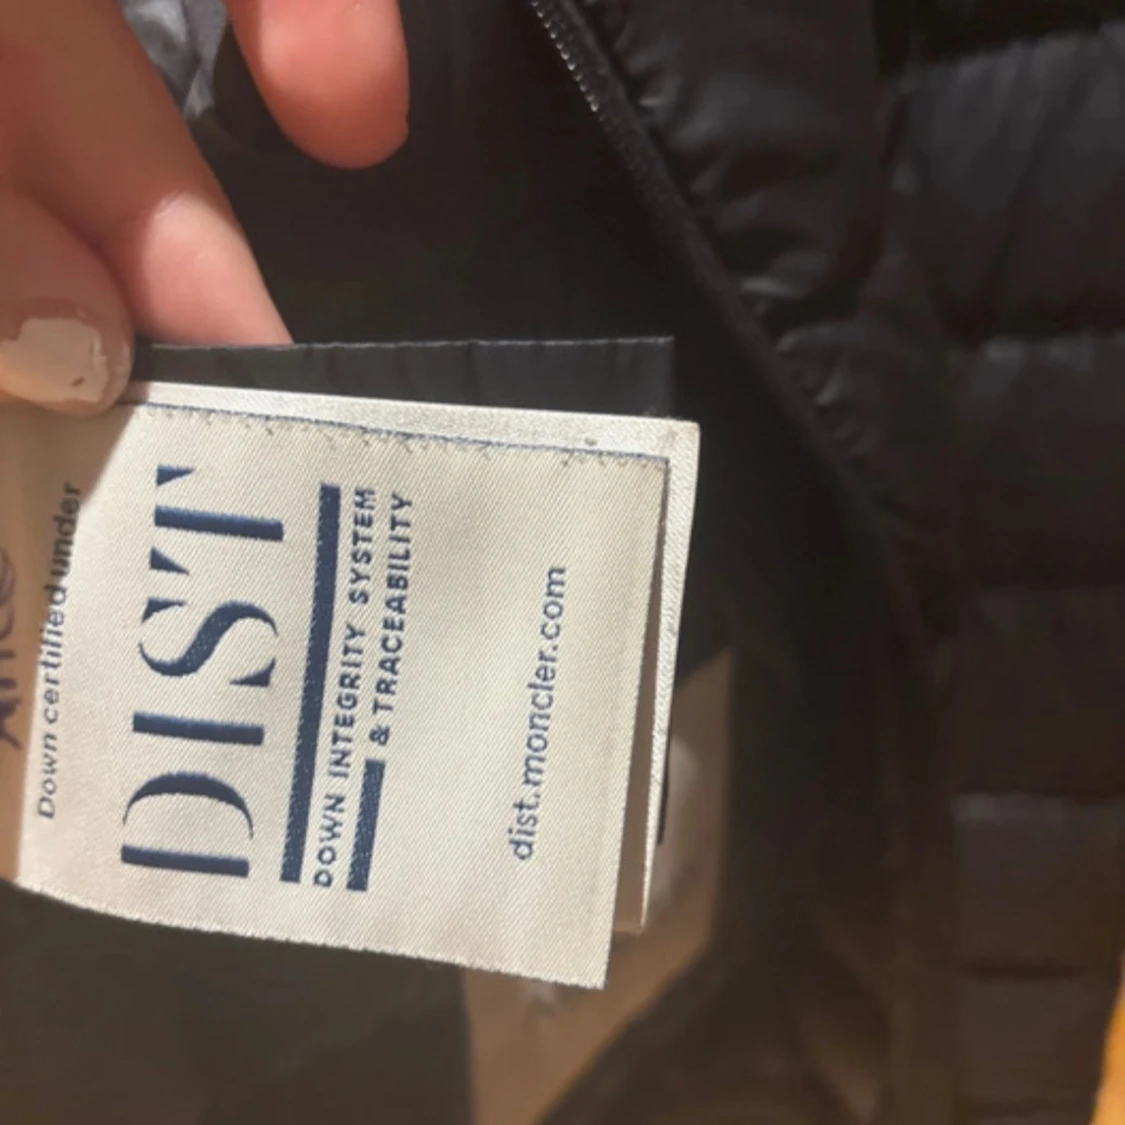 Down certified under
DIST
DOWN INTEGRITY SYSTEM
& TRACEABILITY
dist.moncler.com